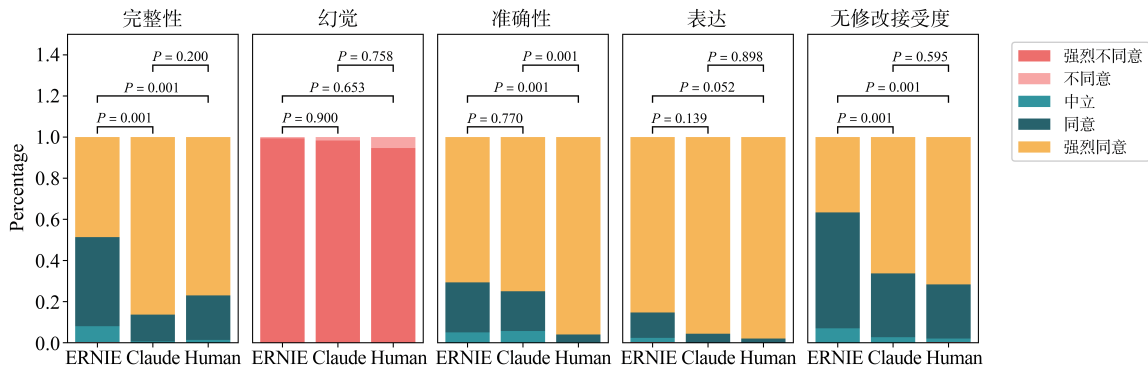 完整性
幻觉
准确性
表达
无修改接受度
Percentage
1.4
1.2
1.0
0.8
0.6
0.4
0.2
0.0
P = 0.200
P = 0.001
P = 0.001
ERNIE Claude Human
P = 0.758
P = 0.653
P = 0.900
ERNIE Claude Human
P = 0.001
P = 0.001
P = 0.770
ERNIE Claude Human
P = 0.898
P = 0.052
P = 0.139
ERNIE Claude Human
P = 0.595
P = 0.001
P = 0.001
ERNIE Claude Human
强烈不同意
不同意
中立
同意
强烈同意